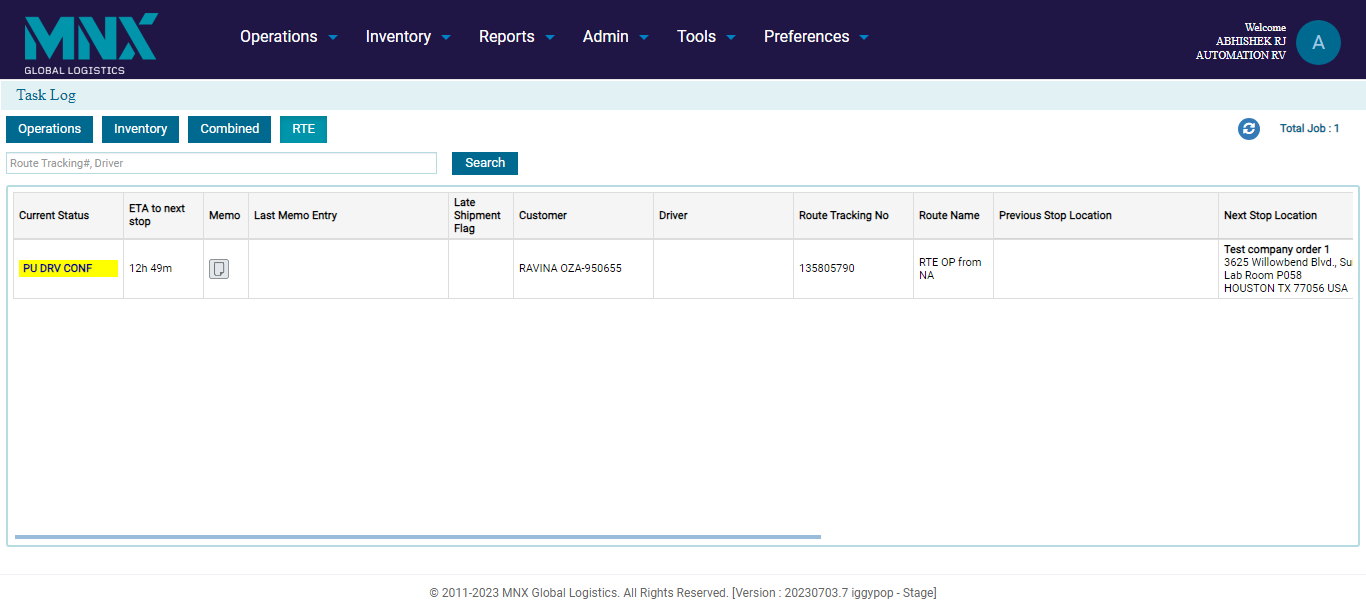 MNX
GLOBAL LOGISTICS
Operations
Inventory
Reports
Admin
Tools
Preferences
Welcome
ABHISHEK RJ
AUTOMATION RV
A
Task Log
Operations
Inventory
Combined
RTE
Total Job : 1
Route Tracking#, Driver
Search
Current Status
ETA to next
stop
Memo
Last Memo Entry
Late
Shipment
Flag
Customer
Driver
Route Tracking No
Route Name
Previous Stop Location
Next Stop Location
PU DRV CONF
12h 49m
RAVINA OZA-950655
135805790
RTE OP from
NA
Test company order 1
3625 Willowbend Blvd., Su
Lab Room P058
HOUSTON TX 77056 USA
© 2011-2023 MNX Global Logistics. All Rights Reserved. [Version : 20230703.7 iggypop - Stage]